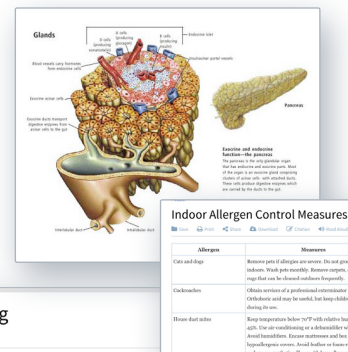 Glands
δ cells
(producing
somatostatin)
α cells
(producing
glucagon)
β cells
(producing
insulin)
Endocrine islet
Blood vessels carry hormones
from endocrine cells
Exocrine acinar cells
Exocrine ducts transport
digestive enzymes from
acinar cells to the gut
Interlobular duct
Intralobular duct
Pancreas
Exocrine and endocrine
function—the pancreas
The pancreas is the only glandular organ
that has endocrine and exocrine parts. Most
of the organ is an exocrine gland comprising
clusters of acinar cells with attached ducts.
These cells produce digestive enzymes which
are carried by the ducts to the gut.
Indoor Allergen Control Measures
Save Print Share Download Citation Read Aloud
Allergen Measures
Cats and dogs
Remove pets if allergies are severe. Do not
indoors. Wash pets monthly. Remove carpets,
rugs that can be cleaned outdoors frequently.
Cockroaches
Obtain services of a professional exterminator
Orthoboric acid may be useful, but keep
during its use.
House dust mites
Keep temperature below 70°F with relative
45%. Use air-conditioning or a dehumidifier
Avoid humidifiers. Encase mattresses and
hypoallergenic covers. Avoid feather or
g